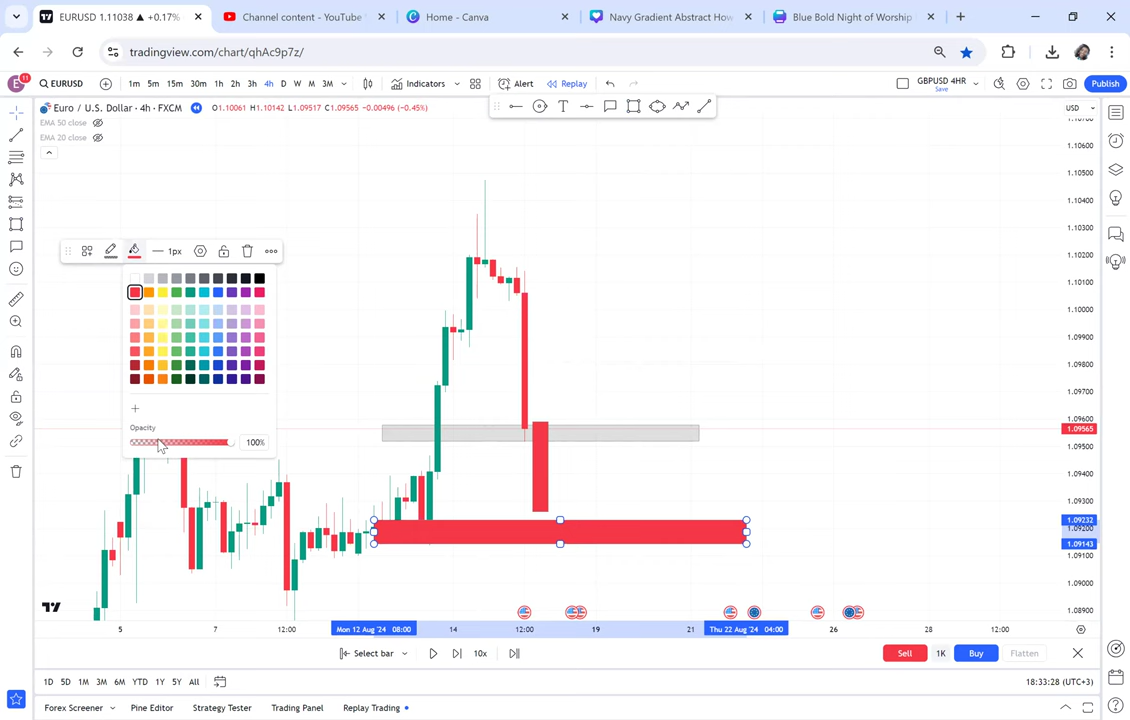 EURUSD 1.11038 ▲ +0.17%
Channel content - YouTube
Home - Canva
Navy Gradient Abstract How
Blue Bold Night of Worship
tradingview.com/chart/qhAc9p7z/
E
11
EURUSD
1m 5m 15m 30m 1h 2h 3h 4h D W M 3M
Indicators
Alert
Replay
GBPUSD 4HR
Save
Publish
Euro / U.S. Dollar · 4h · FXCM
O1.10061 H1.10142 L1.09517 C1.09565 −0.00496 (−0.45%)
USD
EMA 50 close
EMA 20 close
1.10700
1.10600
1.10500
1.10400
1.10300
1.10200
1.10100
1.10000
1.09900
1.09800
1.09700
1.09600
1.09565
1.09500
1.09400
1.09300
1.09232
1.09200
1.09143
1.09100
1.09000
1.08900
1px
Opacity
100%
5
7
12:00
Mon 12 Aug '24 08:00
14
12:00
19
21
Thu 22 Aug '24 04:00
26
28
12:00
Select bar
10x
Sell
1K
Buy
Flatten
1D 5D 1M 3M 6M YTD 1Y 5Y All
18:33:28 (UTC+3)
Forex Screener
Pine Editor
Strategy Tester
Trading Panel
Replay Trading